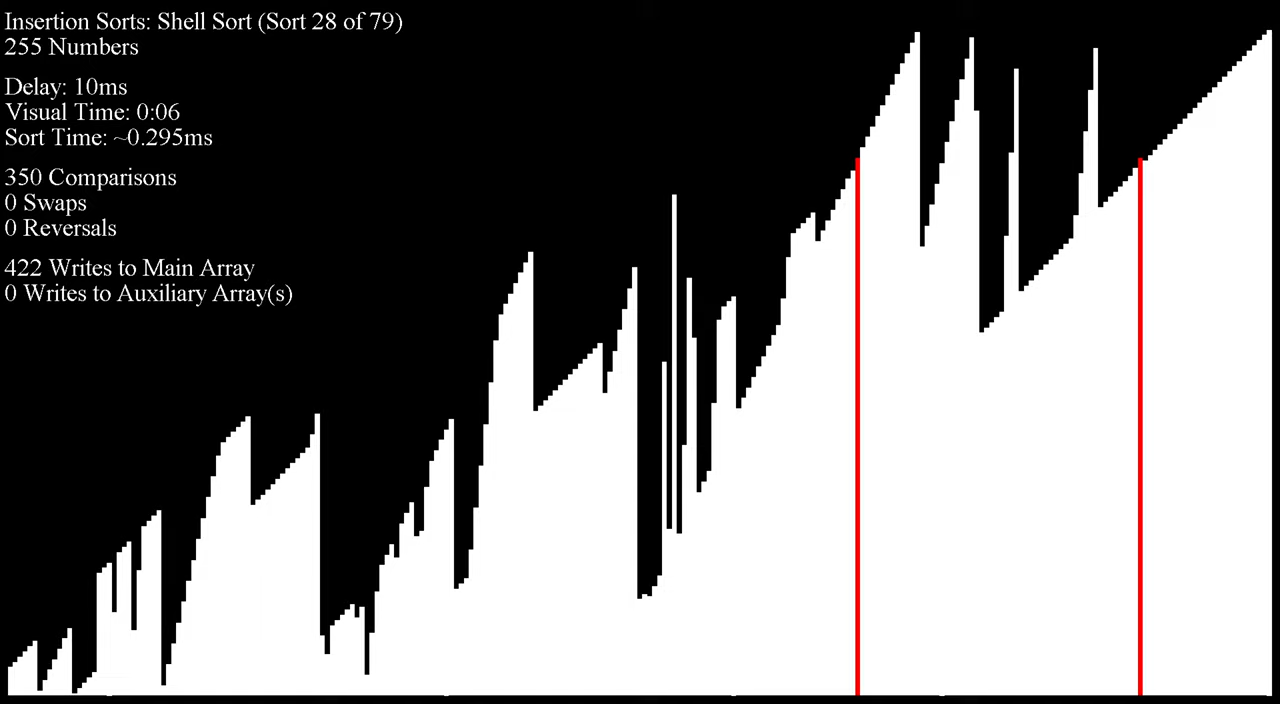 Insertion Sorts: Shell Sort (Sort 28 of 79)
255 Numbers
Delay: 10ms
Visual Time: 0:06
Sort Time: ~0.295ms
350 Comparisons
0 Swaps
0 Reversals
422 Writes to Main Array
0 Writes to Auxiliary Array(s)